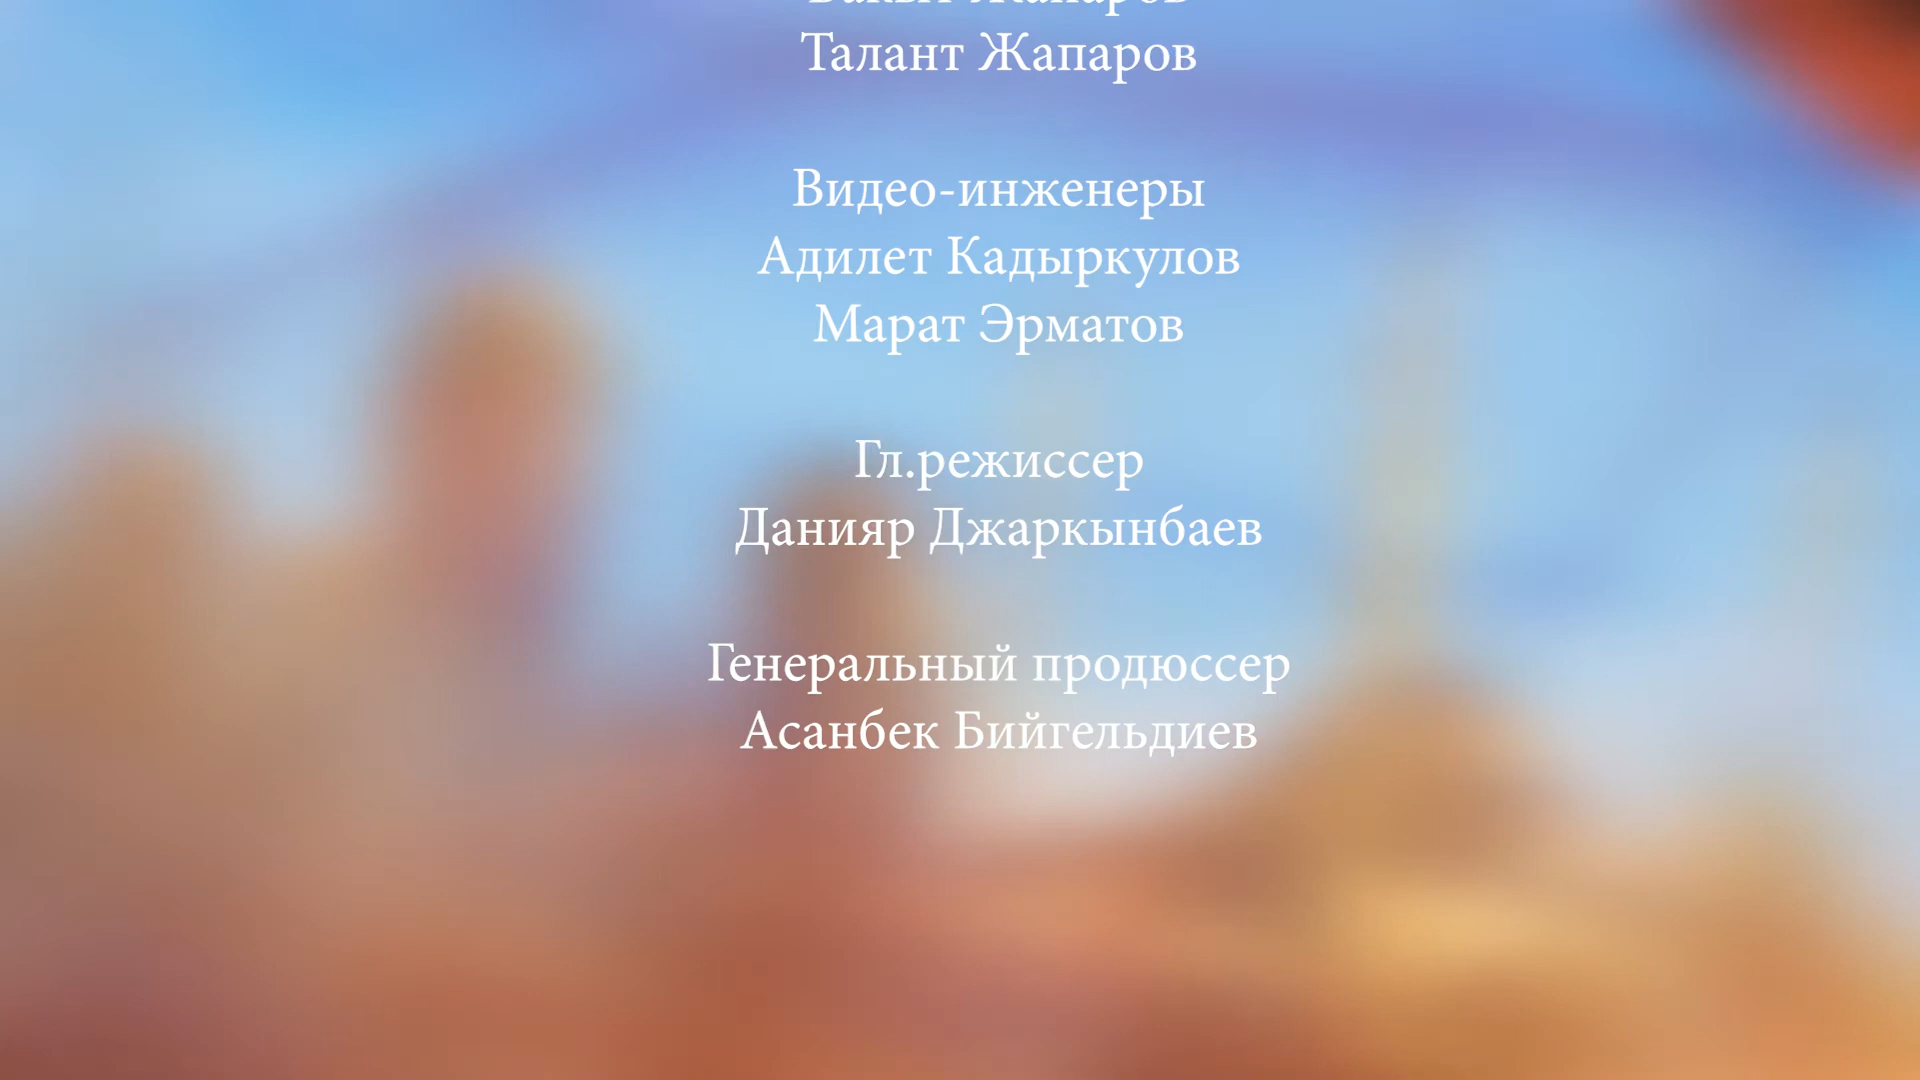 Талант Жапаров
Видео-инженеры
Адилет Кадыркулов
Марат Эрматов
Гл.режиссер
Данияр Джаркынбаев
Генеральный продюссер
Асанбек Бийгельдиев